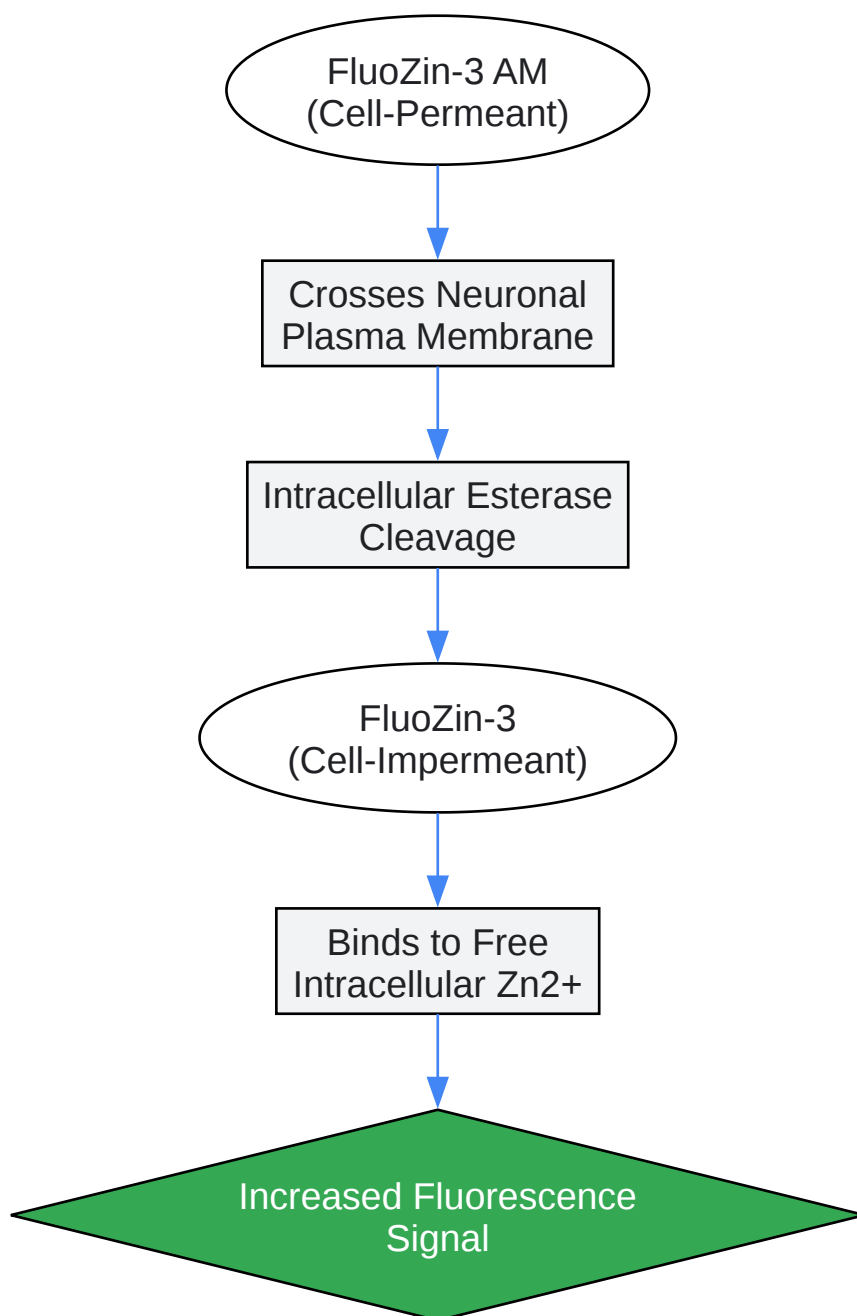 FluoZin-3 AM
(Cell-Permeant)
Crosses Neuronal
Plasma Membrane
Intracellular Esterase
Cleavage
FluoZin-3
(Cell-Impermeant)
Binds to Free
Intracellular Zn2+
Increased Fluorescence
Signal